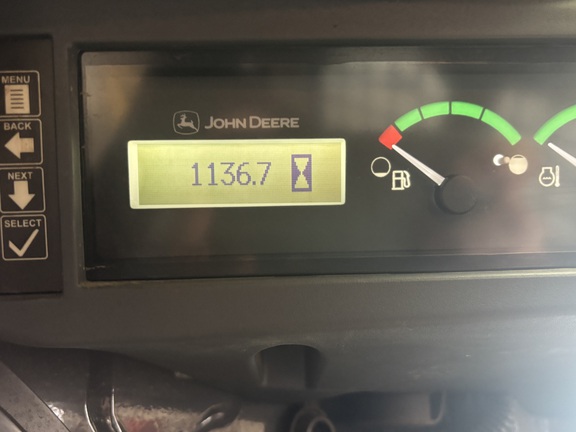 MENU
BACK
NEXT
SELECT
JOHN DEERE
1136.7